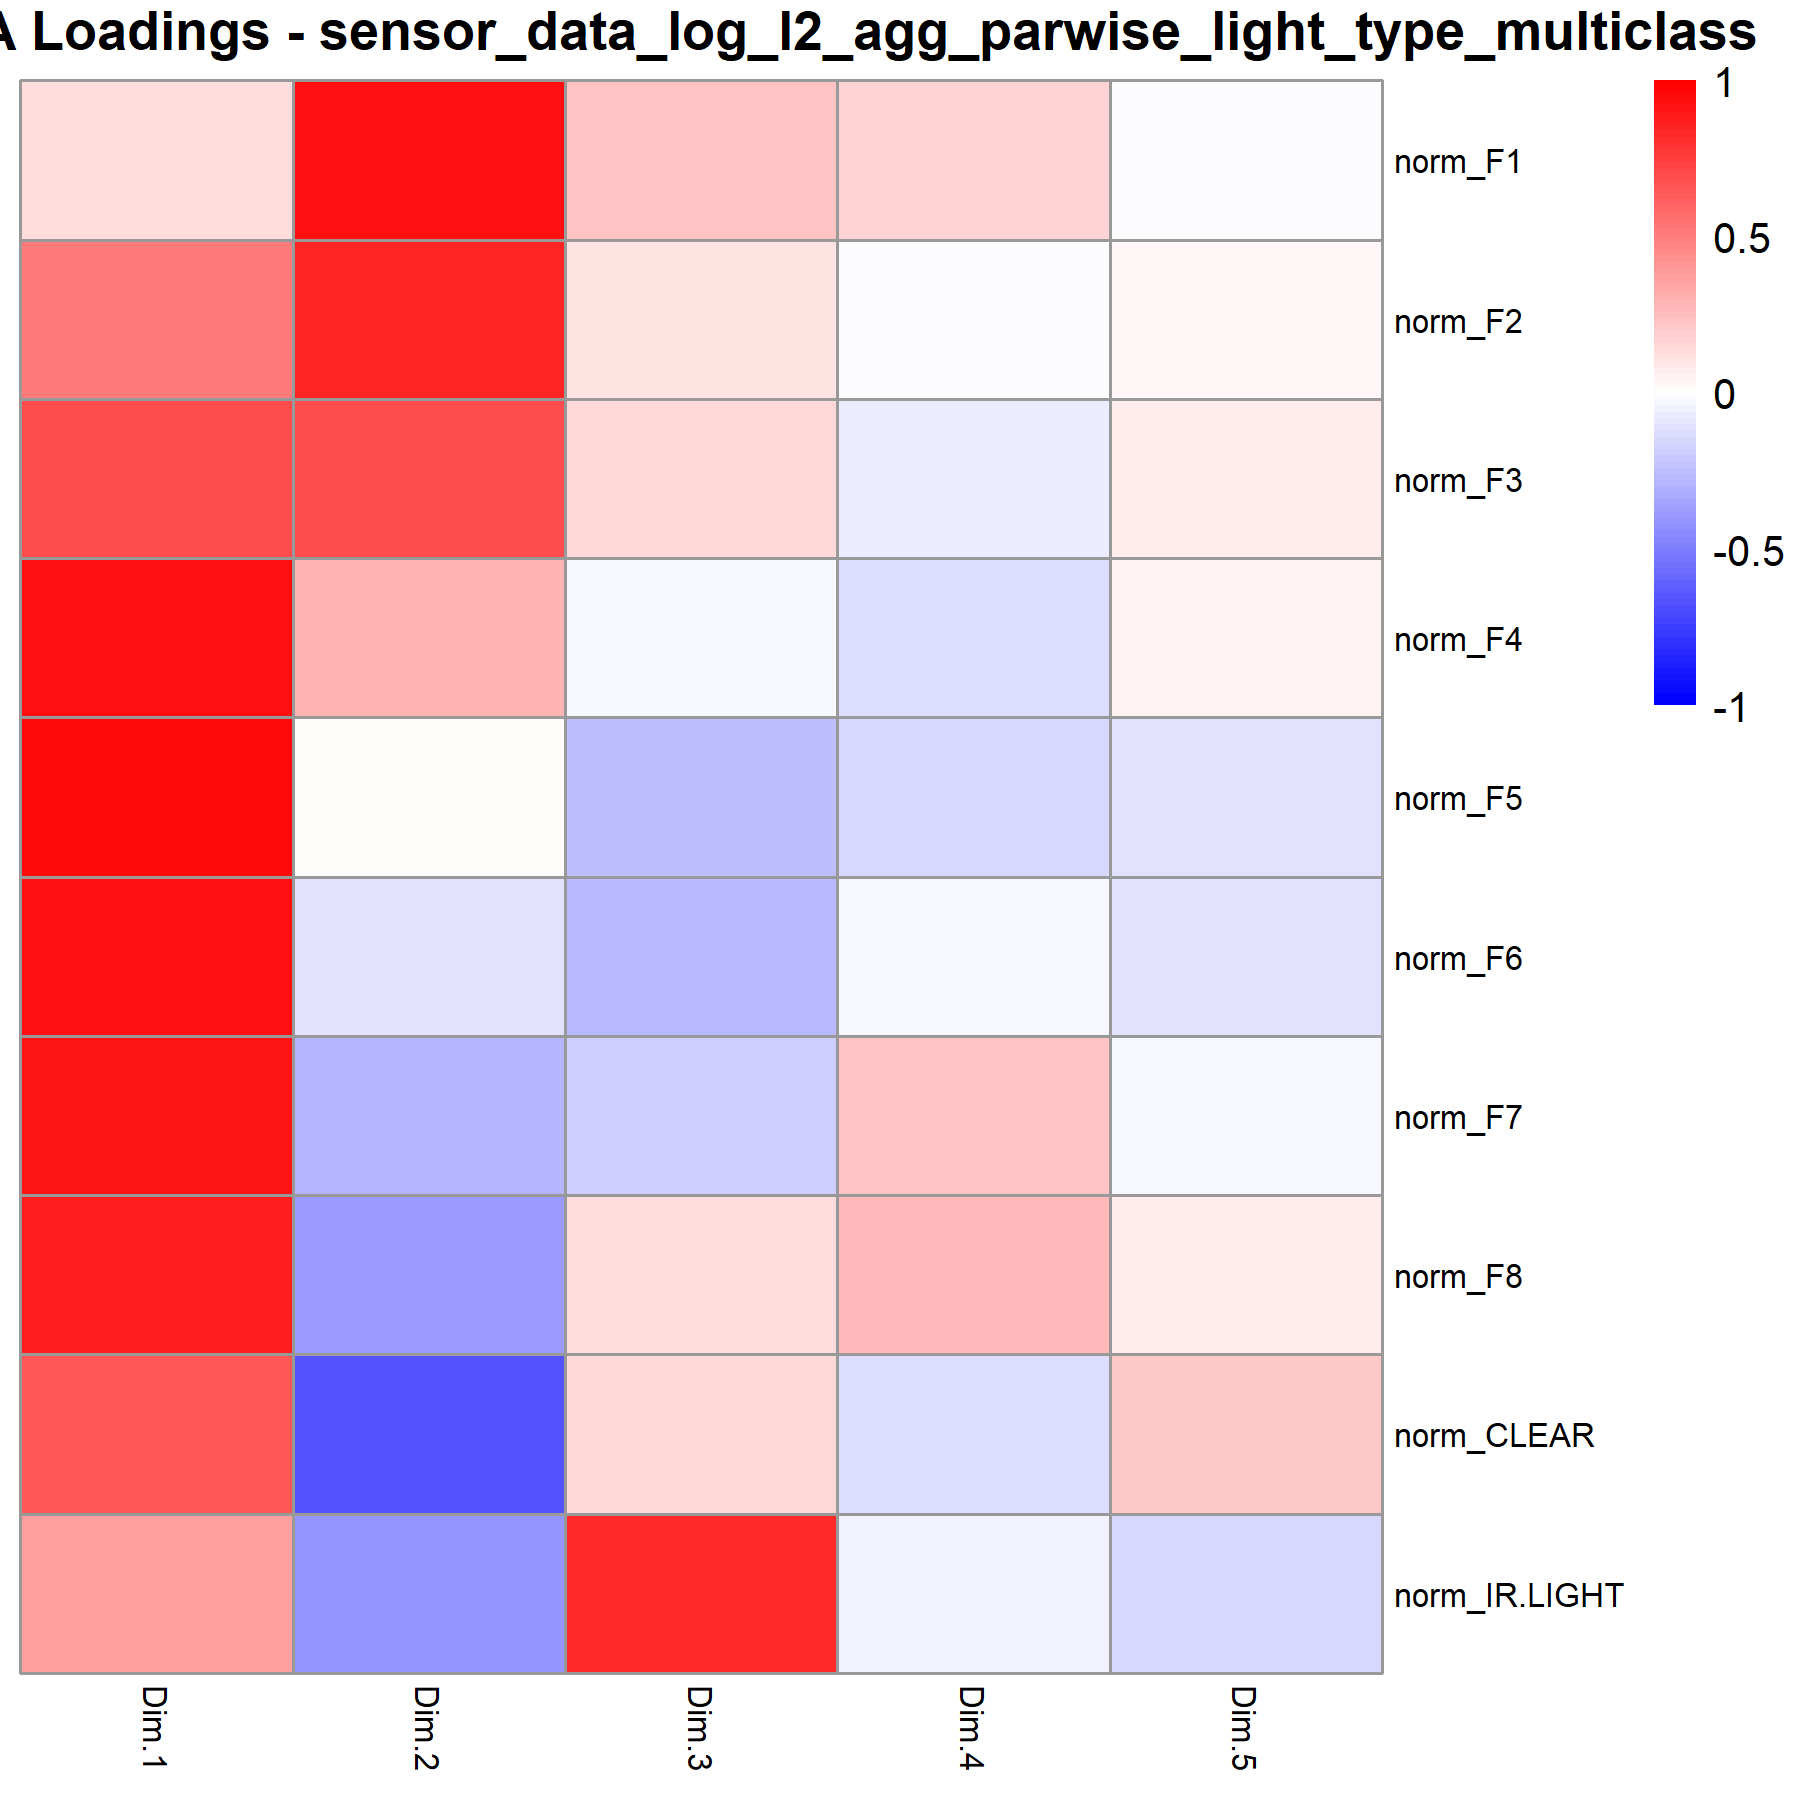 A Loadings - sensor_data_log_l2_agg_parwise_light_type_multiclass
1
0.5
0
-0.5
-1
norm_F1
norm_F2
norm_F3
norm_F4
norm_F5
norm_F6
norm_F7
norm_F8
norm_CLEAR
norm_IR.LIGHT
Dim.1
Dim.2
Dim.3
Dim.4
Dim.5